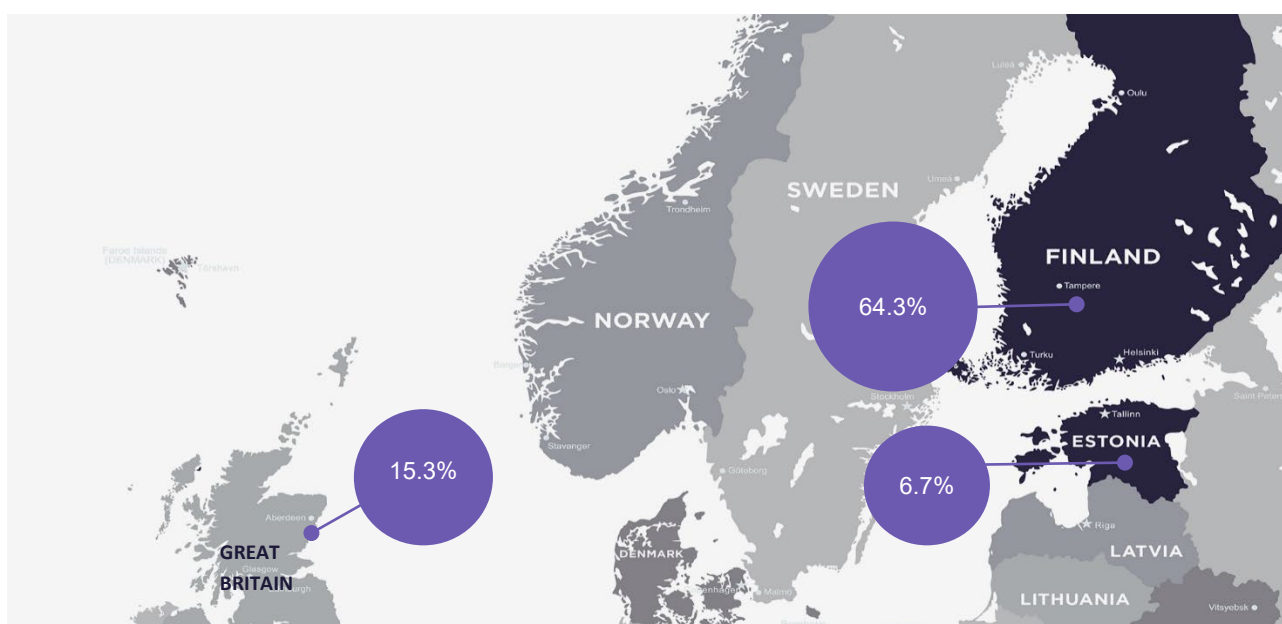 Luleå
Oulu
Umeå
SWEDEN
Trondheim
Faroe Islands
(DENMARK)
Tórshavn
FINLAND
Tampere
64.3%
NORWAY
Bergen
Turku
Helsinki
Oslo
Stockholm
Saint Peter
Tallinn
ESTONIA
Stavanger
15.3%
Göteborg
6.7%
Aberdeen
Riga
GREAT
BRITAIN
Glasgow
DENMARK
LATVIA
Malmö
LITHUANIA
Vitsyebsk